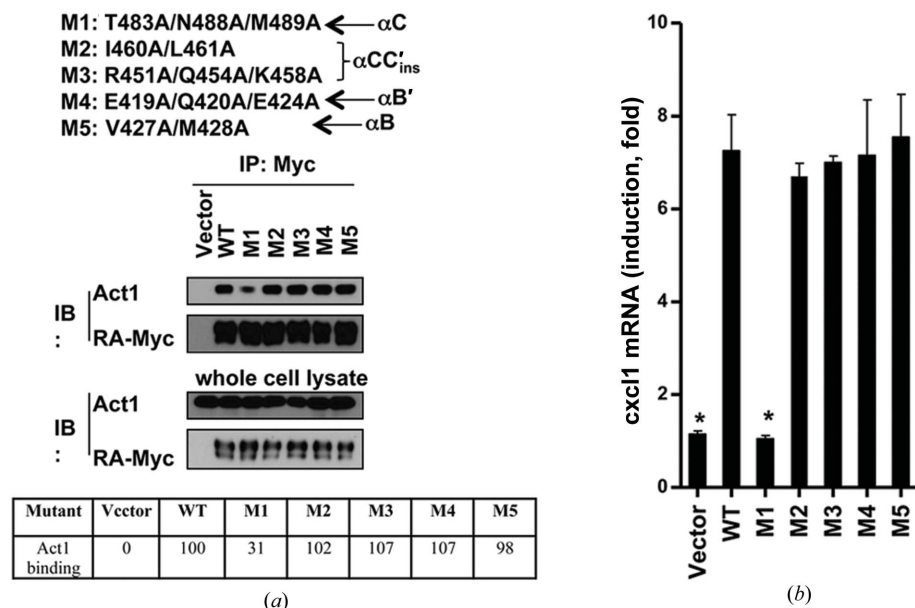 M1: T483A/N488A/M489A αC
M2: I460A/L461A
αCC′ins
M3: R451A/Q454A/K458A
M4: E419A/Q420A/E424A αB′
M5: V427A/M428A αB
IP: Myc
Vector WT M1 M2 M3 M4 M5
IB : Act1
RA-Myc
whole cell lysate
IB : Act1
RA-Myc
Mutant Vector WT M1 M2 M3 M4 M5
Act1 binding 0 100 31 102 107 107 98
(a)
cxcl1 mRNA (induction, fold)
10
8
6
4
2
0
* *
Vector WT M1 M2 M3 M4 M5
(b)